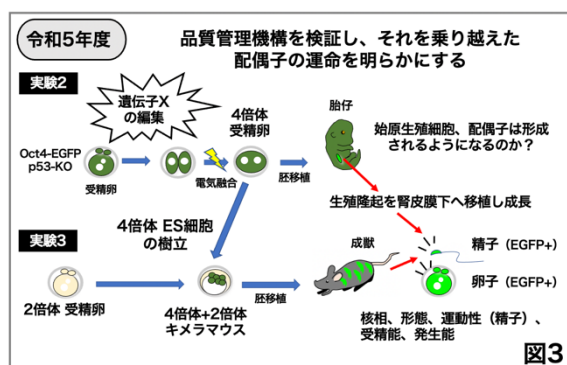 令和5年度
品質管理機構を検証し、それを乗り越えた
配偶子の運命を明らかにする
実験2
遺伝子X
の編集
4倍体
受精卵
胎仔
Oct4-EGFP
p53-KO
受精卵
電気融合
胚移植
始原生殖細胞、配偶子は形成
されるようになるのか？
生殖隆起を腎皮膜下へ移植し成長
4倍体 ES細胞
の樹立
実験3
成獣
精子（EGFP+）
卵子（EGFP+）
2倍体 受精卵
胚移植
4倍体+2倍体
キメラマウス
核相、形態、運動性（精子）、
受精能、発生能
図3